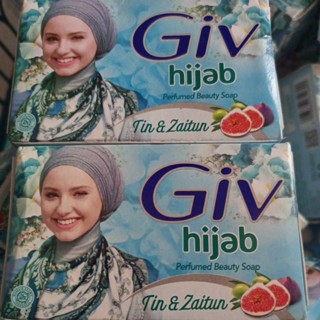 Giv
hijab
Perfumed Beauty Soap
Tin & Zaitun
Giv
hijab
Perfumed Beauty Soap
Tin & Zaitun